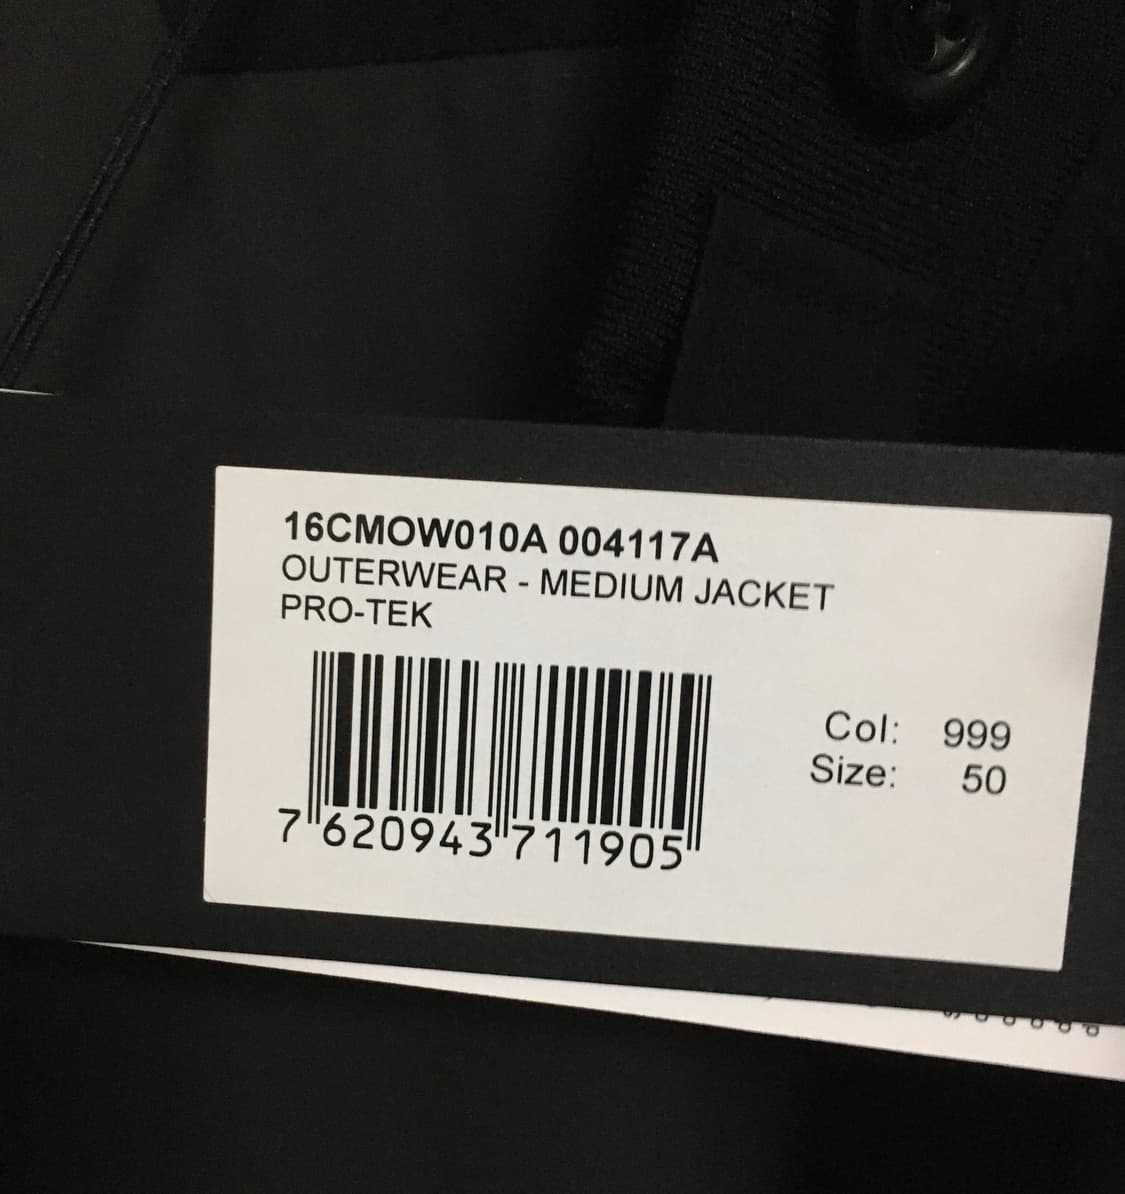 16CMOW010A 004117A
OUTERWEAR - MEDIUM JACKET
PRO-TEK
Col: 999
Size: 50
7 620943 711905